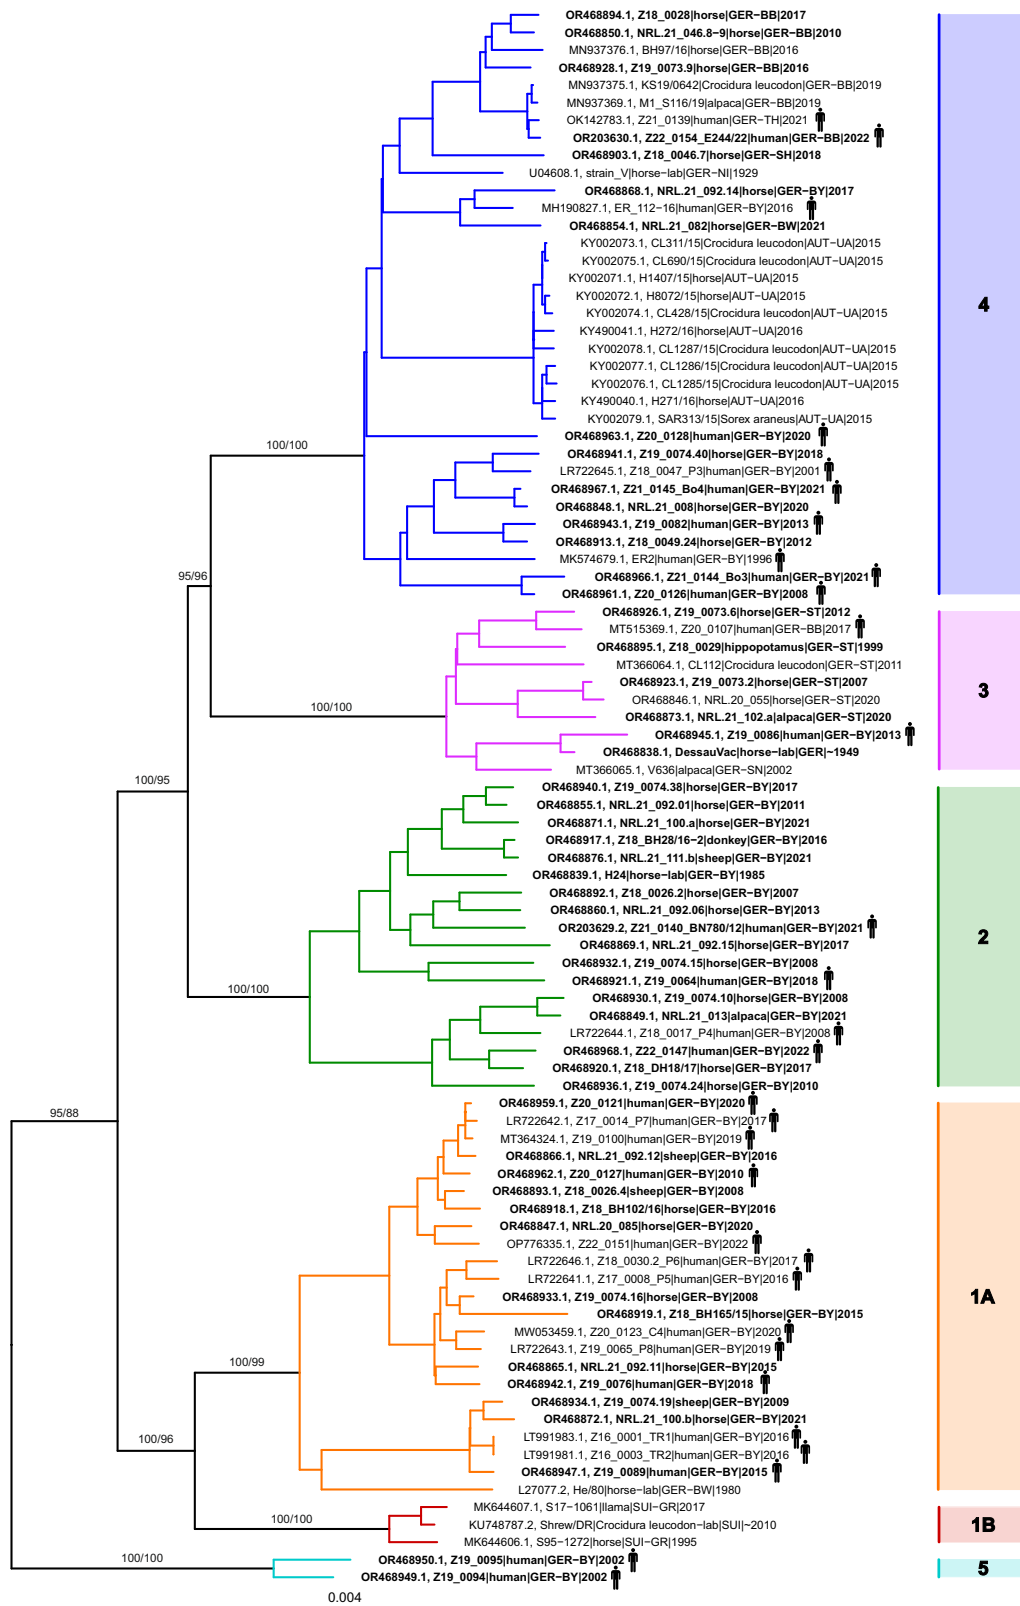 OR468894.1, Z18_0028|horse|GER−BB|2017
OR468850.1, NRL.21_046.8−9|horse|GER−BB|2010
MN937376.1, BH97/16|horse|GER−BB|2016
OR468928.1, Z19_0073.9|horse|GER−BB|2016
MN937375.1, KS19/0642|Crocidura leucodon|GER−BB|2019
MN937369.1, M1_S116/19|alpaca|GER−BB|2019
OK142783.1, Z21_0139|human|GER−TH|2021
OR203630.1, Z22_0154_E244/22|human|GER−BB|2022
OR468903.1, Z18_0046.7|horse|GER−SH|2018
U04608.1, strain_V|horse−lab|GER−NI|1929
OR468868.1, NRL.21_092.14|horse|GER−BY|2017
MH190827.1, ER_112−16|human|GER−BY|2016
OR468854.1, NRL.21_082|horse|GER−BW|2021
KY002073.1, CL311/15|Crocidura leucodon|AUT−UA|2015
KY002075.1, CL690/15|Crocidura leucodon|AUT−UA|2015
KY002071.1, H1407/15|horse|AUT−UA|2015
KY002072.1, H8072/15|horse|AUT−UA|2015
KY002074.1, CL428/15|Crocidura leucodon|AUT−UA|2015
KY490041.1, H272/16|horse|AUT−UA|2016
KY002078.1, CL1287/15|Crocidura leucodon|AUT−UA|2015
KY002077.1, CL1286/15|Crocidura leucodon|AUT−UA|2015
KY002076.1, CL1285/15|Crocidura leucodon|AUT−UA|2015
KY490040.1, H271/16|horse|AUT−UA|2016
KY002079.1, SAR313/15|Sorex araneus|AUT−UA|2015
OR468963.1, Z20_0128|human|GER−BY|2020
OR468941.1, Z19_0074.40|horse|GER−BY|2018
LR722645.1, Z18_0047_P3|human|GER−BY|2001
OR468967.1, Z21_0145_Bo4|human|GER−BY|2021
OR468848.1, NRL.21_008|horse|GER−BY|2020
OR468943.1, Z19_0082|human|GER−BY|2013
OR468913.1, Z18_0049.24|horse|GER−BY|2012
MK574679.1, ER2|human|GER−BY|1996
OR468966.1, Z21_0144_Bo3|human|GER−BY|2021
OR468961.1, Z20_0126|human|GER−BY|2008
4
100/100
95/96
OR468926.1, Z19_0073.6|horse|GER−ST|2012
MT515369.1, Z20_0107|human|GER−BB|2017
OR468895.1, Z18_0029|hippopotamus|GER−ST|1999
MT366064.1, CL112|Crocidura leucodon|GER−ST|2011
OR468923.1, Z19_0073.2|horse|GER−ST|2007
OR468846.1, NRL.20_055|horse|GER−ST|2020
OR468873.1, NRL.21_102.a|alpaca|GER−ST|2020
OR468945.1, Z19_0086|human|GER−BY|2013
OR468838.1, DessauVac|horse−lab|GER|~1949
MT366065.1, V636|alpaca|GER−SN|2002
3
100/100
100/95
OR468940.1, Z19_0074.38|horse|GER−BY|2017
OR468855.1, NRL.21_092.01|horse|GER−BY|2011
OR468871.1, NRL.21_100.a|horse|GER−BY|2021
OR468917.1, Z18_BH28/16−2|donkey|GER−BY|2016
OR468876.1, NRL.21_111.b|sheep|GER−BY|2021
OR468839.1, H24|horse−lab|GER−BY|1985
OR468892.1, Z18_0026.2|horse|GER−BY|2007
OR468860.1, NRL.21_092.06|horse|GER−BY|2013
OR203629.2, Z21_0140_BN780/12|human|GER−BY|2021
OR468869.1, NRL.21_092.15|horse|GER−BY|2017
OR468932.1, Z19_0074.15|horse|GER−BY|2008
OR468921.1, Z19_0064|human|GER−BY|2018
OR468930.1, Z19_0074.10|horse|GER−BY|2008
OR468849.1, NRL.21_013|alpaca|GER−BY|2021
LR722644.1, Z18_0017_P4|human|GER−BY|2008
OR468968.1, Z22_0147|human|GER−BY|2022
OR468920.1, Z18_DH18/17|horse|GER−BY|2017
OR468936.1, Z19_0074.24|horse|GER−BY|2010
2
100/100
95/88
OR468959.1, Z20_0121|human|GER−BY|2020
LR722642.1, Z17_0014_P7|human|GER−BY|2017
MT364324.1, Z19_0100|human|GER−BY|2019
OR468866.1, NRL.21_092.12|sheep|GER−BY|2016
OR468962.1, Z20_0127|human|GER−BY|2010
OR468893.1, Z18_0026.4|sheep|GER−BY|2008
OR468918.1, Z18_BH102/16|horse|GER−BY|2016
OR468847.1, NRL.20_085|horse|GER−BY|2020
OP776335.1, Z22_0151|human|GER−BY|2022
LR722646.1, Z18_0030.2_P6|human|GER−BY|2017
LR722641.1, Z17_0008_P5|human|GER−BY|2016
OR468933.1, Z19_0074.16|horse|GER−BY|2008
OR468919.1, Z18_BH165/15|horse|GER−BY|2015
MW053459.1, Z20_0123_C4|human|GER−BY|2020
LR722643.1, Z19_0065_P8|human|GER−BY|2019
OR468865.1, NRL.21_092.11|horse|GER−BY|2015
OR468942.1, Z19_0076|human|GER−BY|2018
OR468934.1, Z19_0074.19|sheep|GER−BY|2009
OR468872.1, NRL.21_100.b|horse|GER−BY|2021
LT991983.1, Z16_0001_TR1|human|GER−BY|2016
LT991981.1, Z16_0003_TR2|human|GER−BY|2016
OR468947.1, Z19_0089|human|GER−BY|2015
L27077.2, He/80|horse−lab|GER−BW|1980
1A
100/99
100/96
MK644607.1, S17−1061|llama|SUI−GR|2017
KU748787.2, Shrew/DR|Crocidura leucodon−lab|SUI|~2010
MK644606.1, S95−1272|horse|SUI−GR|1995
1B
100/100
OR468950.1, Z19_0095|human|GER−BY|2002
OR468949.1, Z19_0094|human|GER−BY|2002
5
100/100
0.004